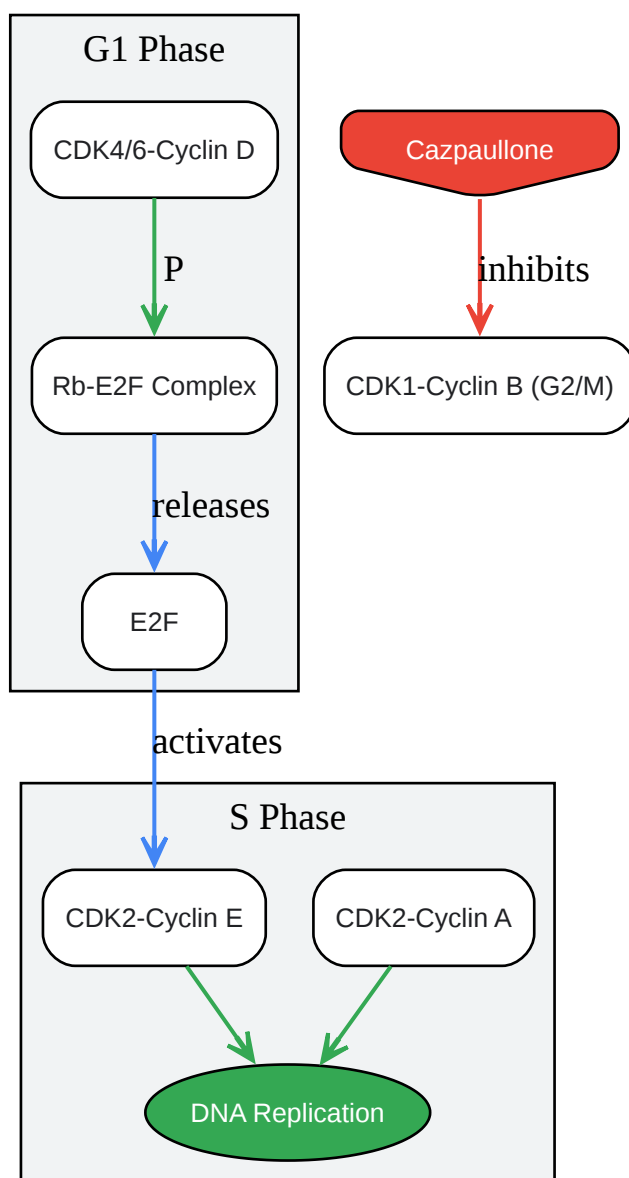 G1 Phase
CDK4/6-Cyclin D
P
Rb-E2F Complex
releases
E2F
Cazpaullone
inhibits
CDK1-Cyclin B (G2/M)
activates
S Phase
CDK2-Cyclin E
CDK2-Cyclin A
DNA Replication